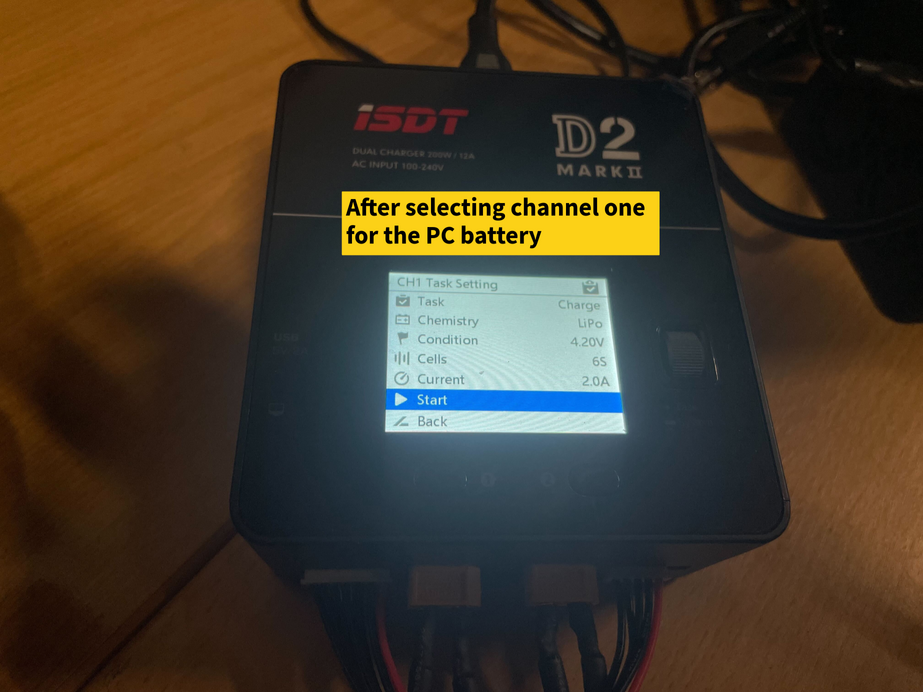 iSDT
D2
MARK II
DUAL CHARGER 200W / 12A
AC INPUT 100-240V
After selecting channel one
for the PC battery
CH1 Task Setting
Task Charge
Chemistry LiPo
Condition 4.20V
Cells 6S
Current 2.0A
Start
Back
USB